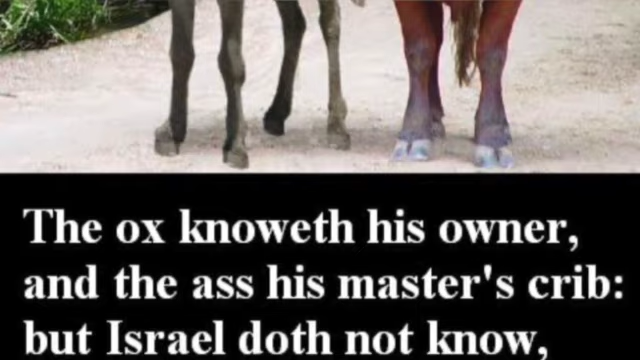 The ox knoweth his owner,
and the ass his master's crib:
but Israel doth not know,